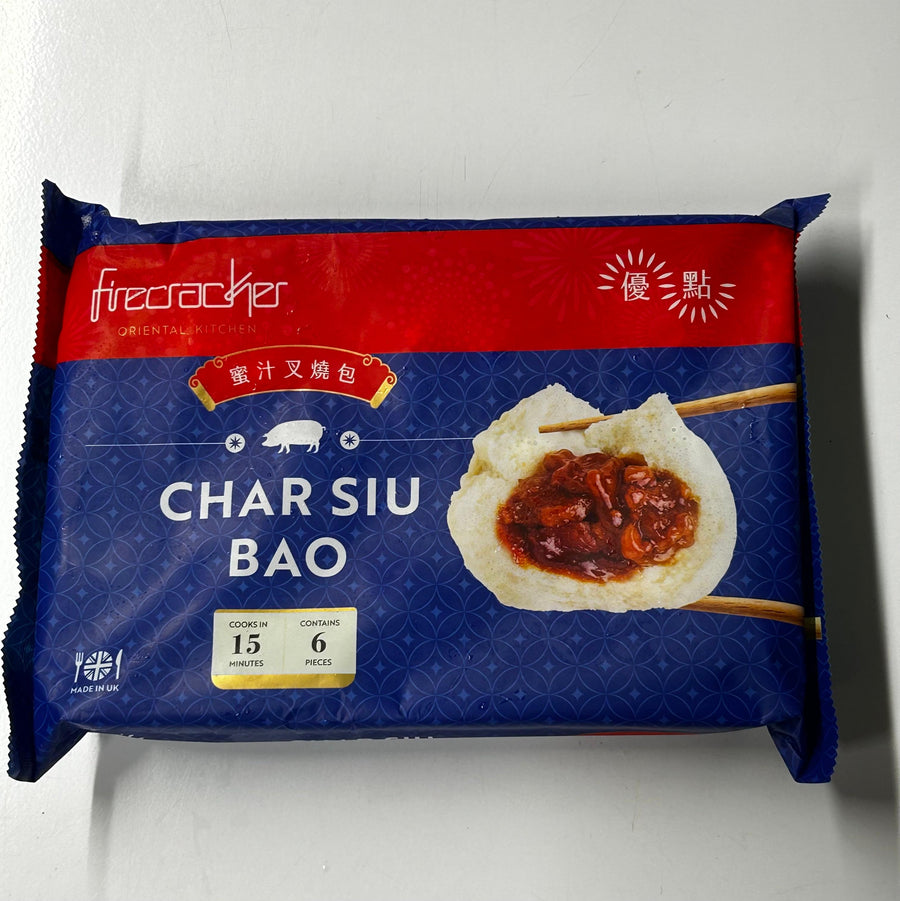 firecracker
ORIENTAL KITCHEN
優點
蜜汁叉燒包
CHAR SIU
BAO
COOKS IN
15
MINUTES
CONTAINS
6
PIECES
MADE IN UK